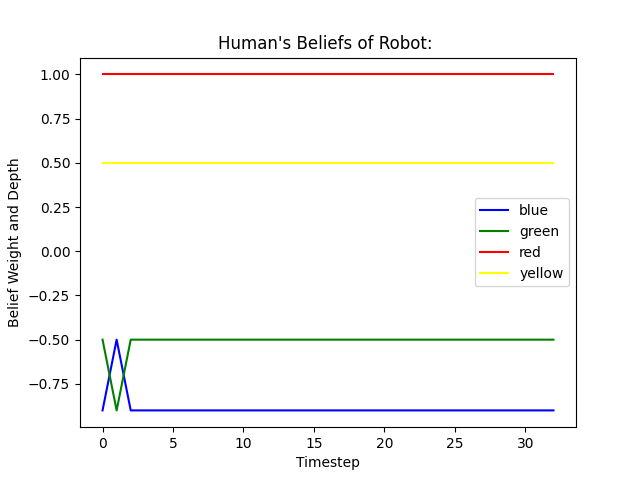 Human's Beliefs of Robot:
1.00
0.75
0.50
0.25
0.00
−0.25
−0.50
−0.75
Belief Weight and Depth
blue
green
red
yellow
0 5 10 15 20 25 30
Timestep